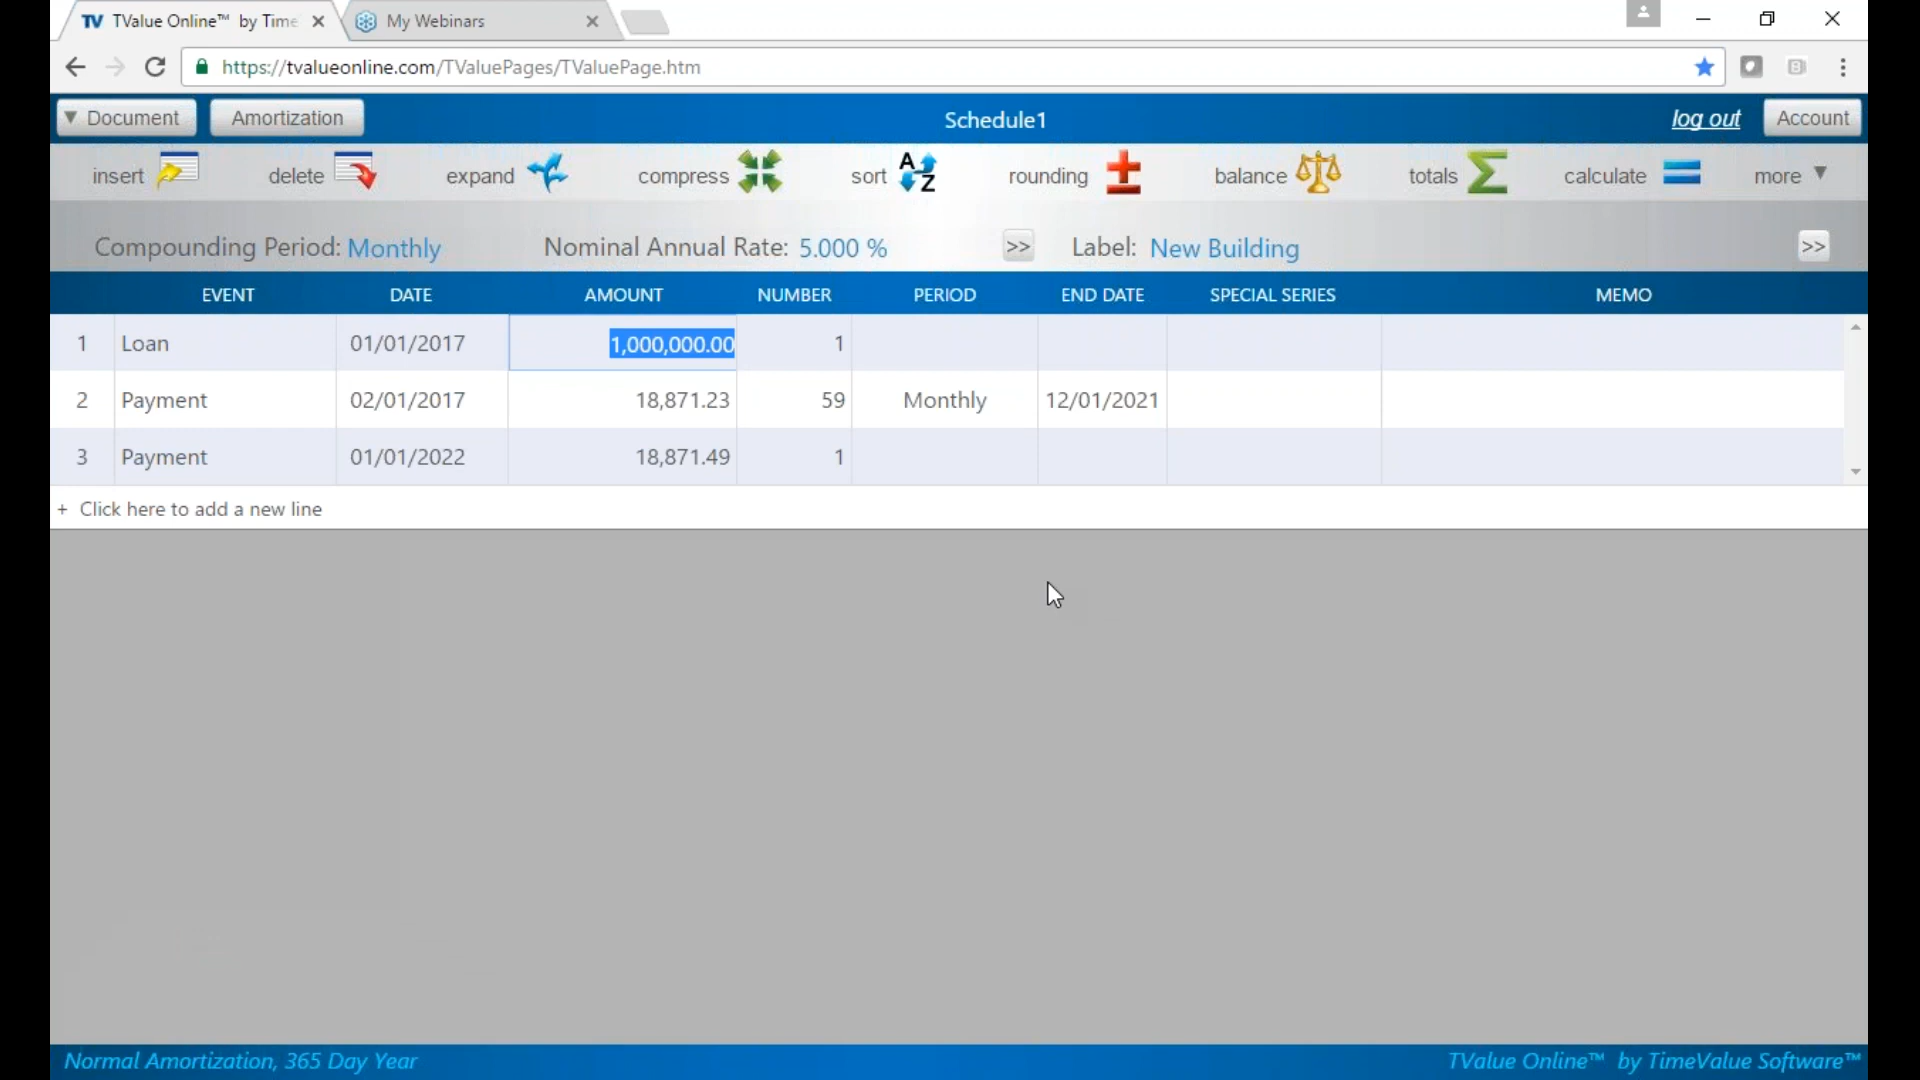 TV TValue Online™ by Time
My Webinars
https://tvalueonline.com/TValuePages/TValuePage.htm
Document Amortization Schedule1 log out Account
insert delete expand compress sort A Z rounding balance totals calculate more
Compounding Period: Monthly Nominal Annual Rate: 5.000 % >> Label: New Building >>
EVENT DATE AMOUNT NUMBER PERIOD END DATE SPECIAL SERIES MEMO
1 Loan 01/01/2017 1,000,000.00 1
2 Payment 02/01/2017 18,871.23 59 Monthly 12/01/2021
3 Payment 01/01/2022 18,871.49 1
+ Click here to add a new line
Normal Amortization, 365 Day Year TValue Online™ by TimeValue Software™